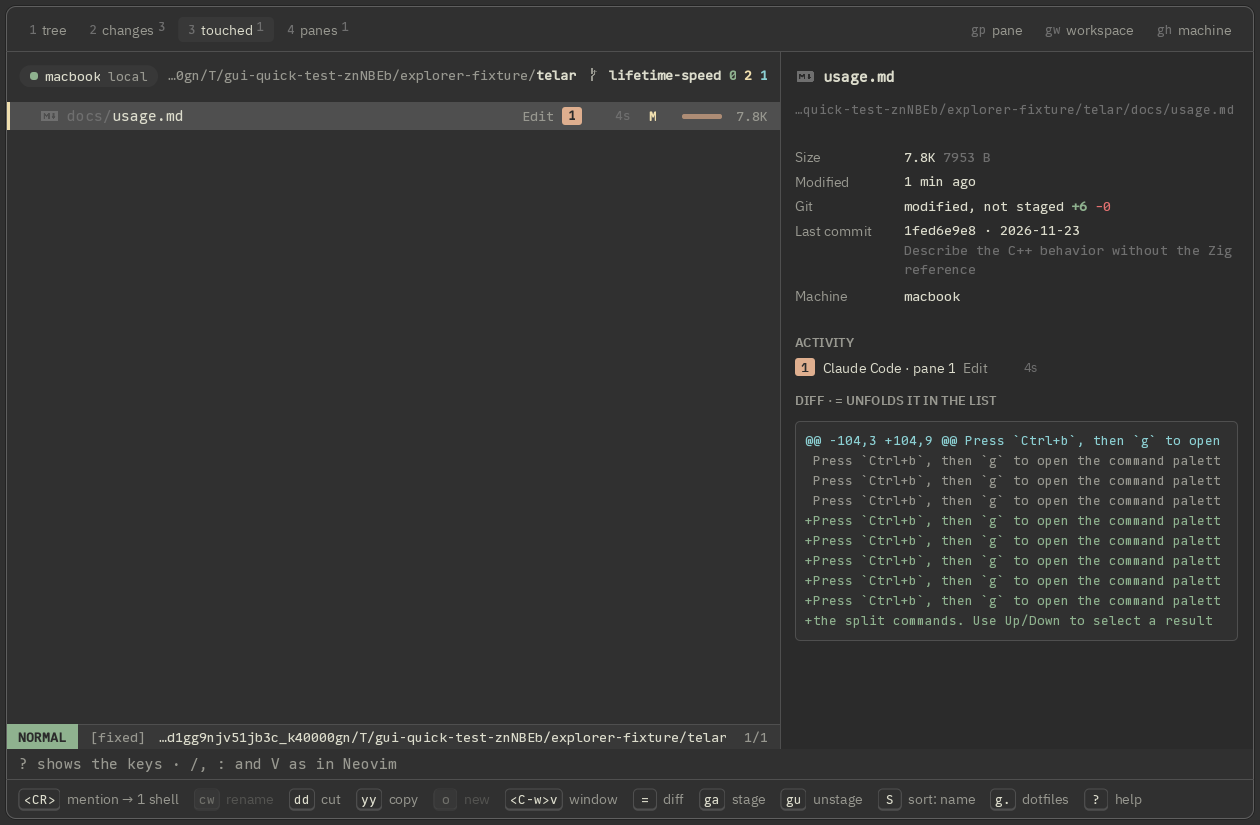 1 tree 2 changes 3 3 touched 1 4 panes 1 gp pane gw workspace gh machine
macbook local …0gn/T/gui-quick-test-znNBEb/explorer-fixture/telar lifetime-speed 0 2 1
docs/usage.md Edit 1 4s M 7.8K
usage.md
…quick-test-znNBEb/explorer-fixture/telar/docs/usage.md
Size 7.8K 7953 B
Modified 1 min ago
Git modified, not staged +6 -0
Last commit 1fed6e9e8 · 2026-11-23
Describe the C++ behavior without the Zig
reference
Machine macbook
ACTIVITY
1 Claude Code · pane 1 Edit 4s
DIFF · = UNFOLDS IT IN THE LIST
@@ -104,3 +104,9 @@ Press `Ctrl+b`, then `g` to open
Press `Ctrl+b`, then `g` to open the command palett
Press `Ctrl+b`, then `g` to open the command palett
Press `Ctrl+b`, then `g` to open the command palett
+Press `Ctrl+b`, then `g` to open the command palett
+Press `Ctrl+b`, then `g` to open the command palett
+Press `Ctrl+b`, then `g` to open the command palett
+Press `Ctrl+b`, then `g` to open the command palett
+Press `Ctrl+b`, then `g` to open the command palett
+the split commands. Use Up/Down to select a result
NORMAL [fixed] …d1gg9njv51jb3c_k40000gn/T/gui-quick-test-znNBEb/explorer-fixture/telar 1/1
? shows the keys · /, : and V as in Neovim
<CR> mention → 1 shell cw rename dd cut yy copy o new <C-w>v window = diff ga stage gu unstage S sort: name g. dotfiles ? help